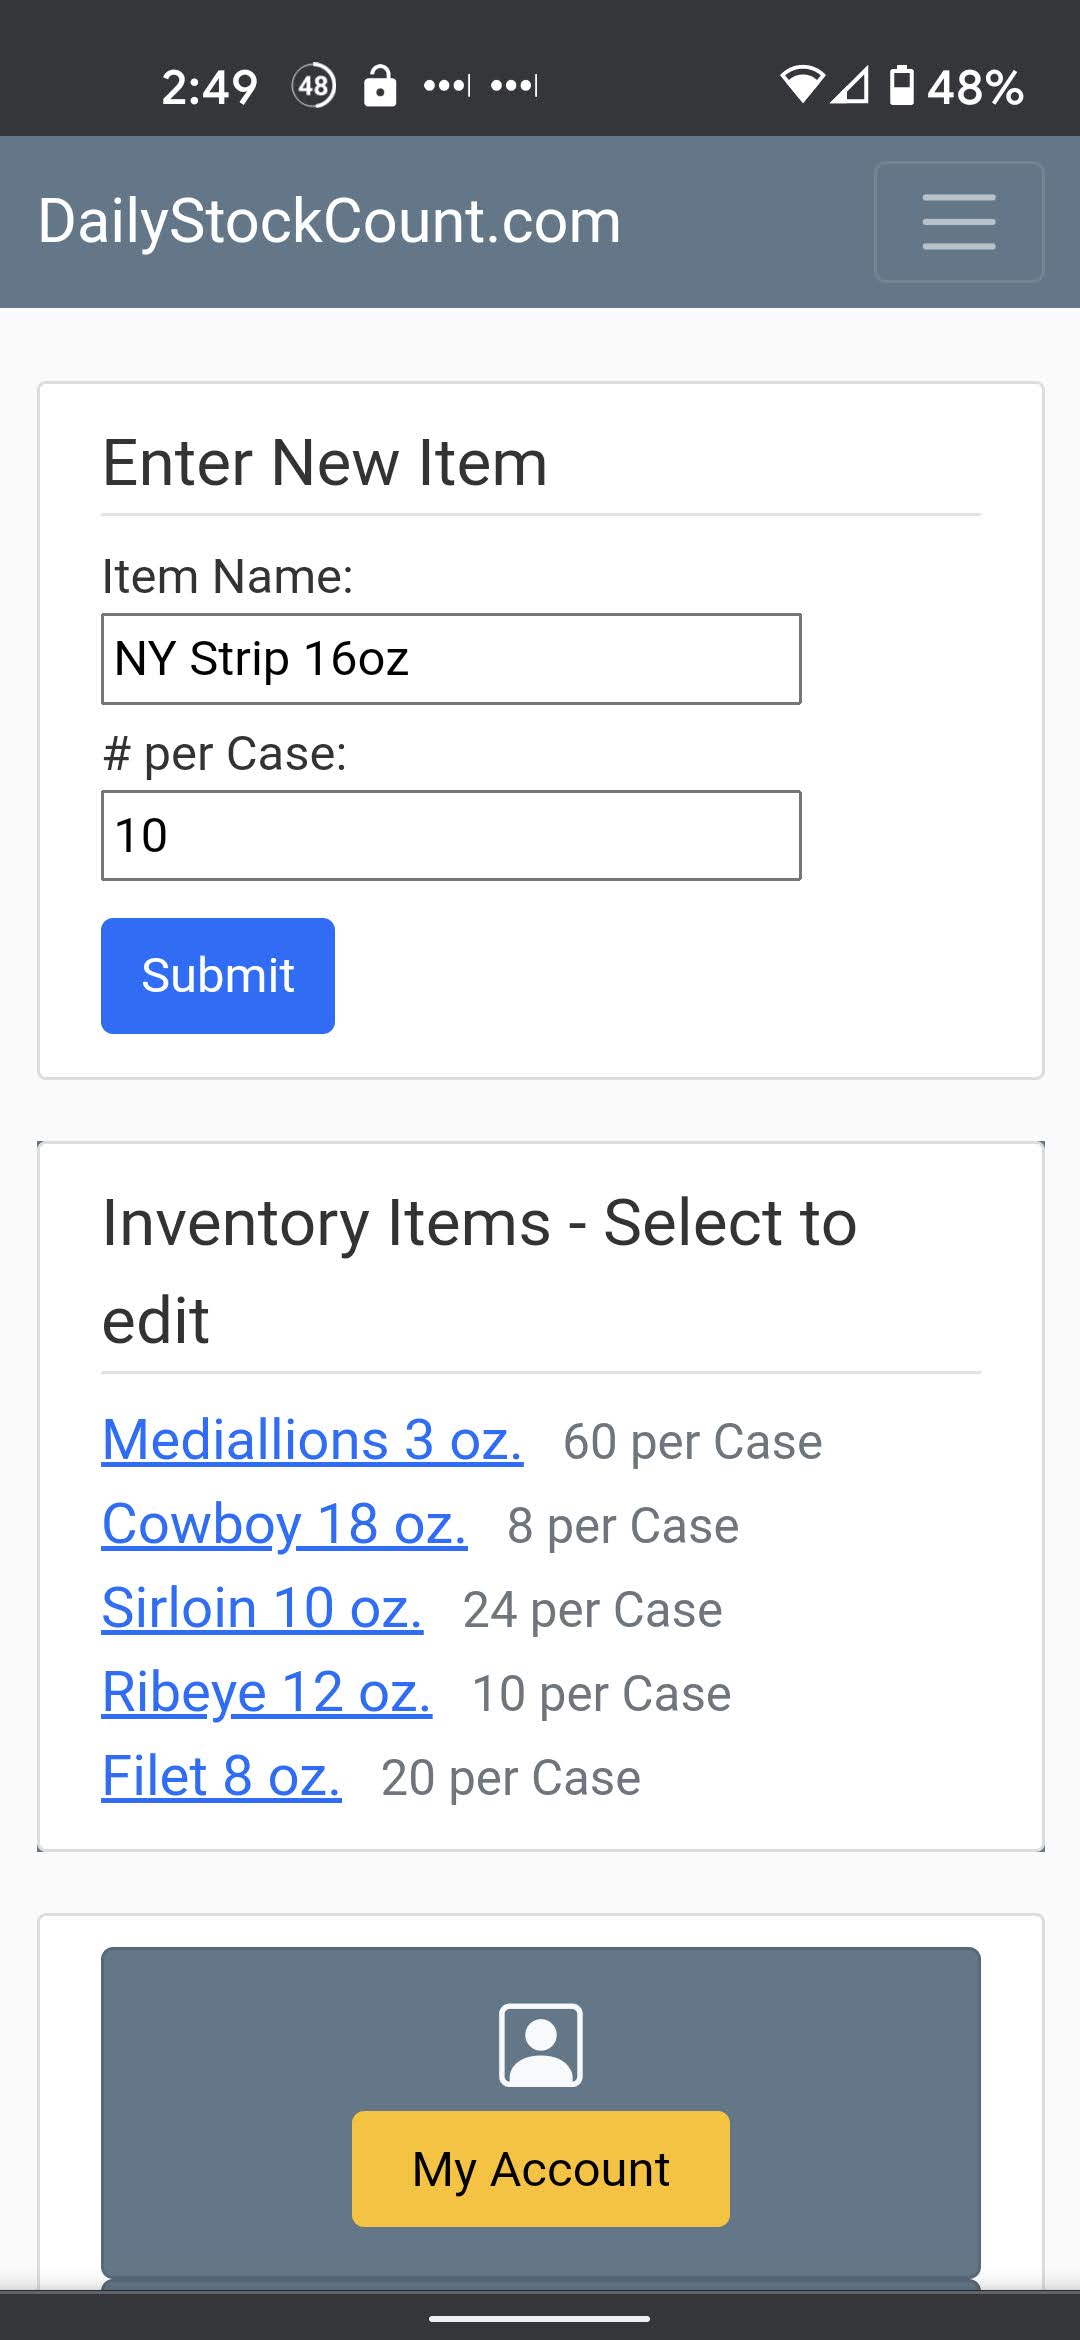 2:49 48 48%
DailyStockCount.com
Enter New Item
Item Name:
NY Strip 16oz
# per Case:
10
Submit
Inventory Items - Select to
edit
Mediallions 3 oz. 60 per Case
Cowboy 18 oz. 8 per Case
Sirloin 10 oz. 24 per Case
Ribeye 12 oz. 10 per Case
Filet 8 oz. 20 per Case
My Account